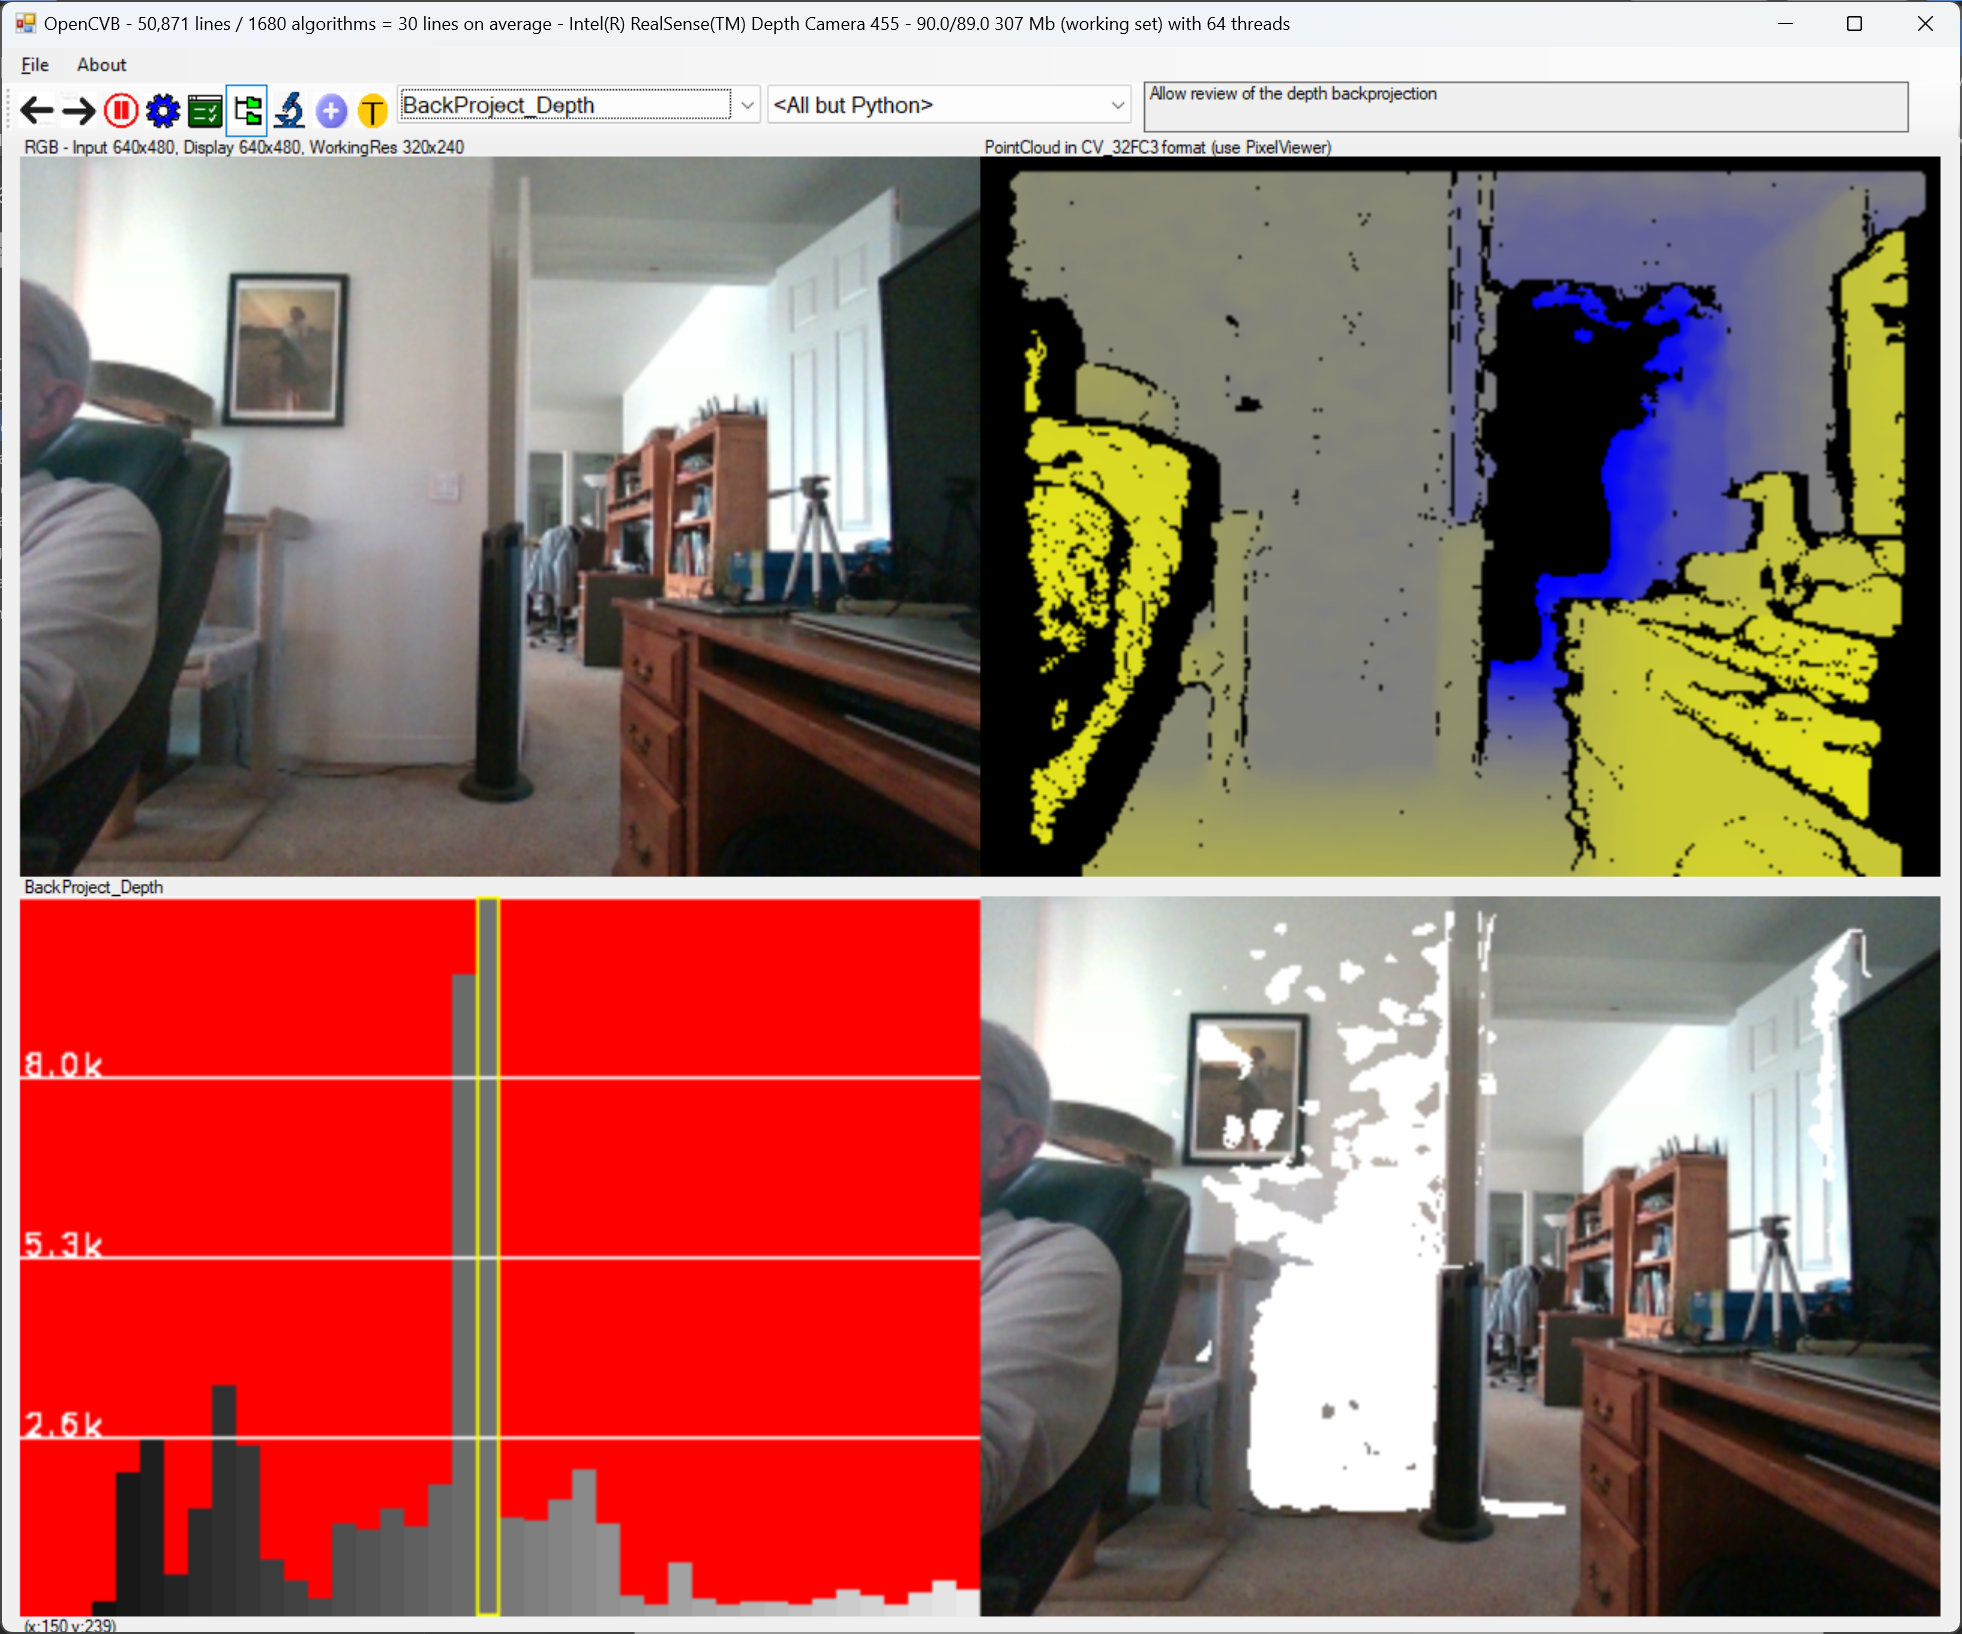 OpenCVB - 50,871 lines / 1680 algorithms = 30 lines on average - Intel(R) RealSense(TM) Depth Camera 455 - 90.0/89.0 307 Mb (working set) with 64 threads
File About
T BackProject_Depth <All but Python> Allow review of the depth backprojection
RGB - Input 640x480, Display 640x480, WorkingRes 320x240
PointCloud in CV_32FC3 format (use PixelViewer)
BackProject_Depth
8.0k
5.3k
2.6k
(x:150 y:239)